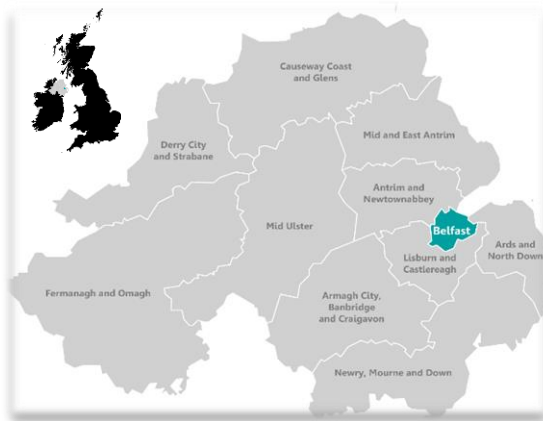 Causeway Coast
and Glens
Derry City
and Strabane
Mid and East Antrim
Antrim and
Newtownabbey
Mid Ulster
Belfast
Ards and
North Down
Lisburn and
Castlereagh
Fermanagh and Omagh
Armagh City,
Banbridge
and Craigavon
Newry, Mourne and Down